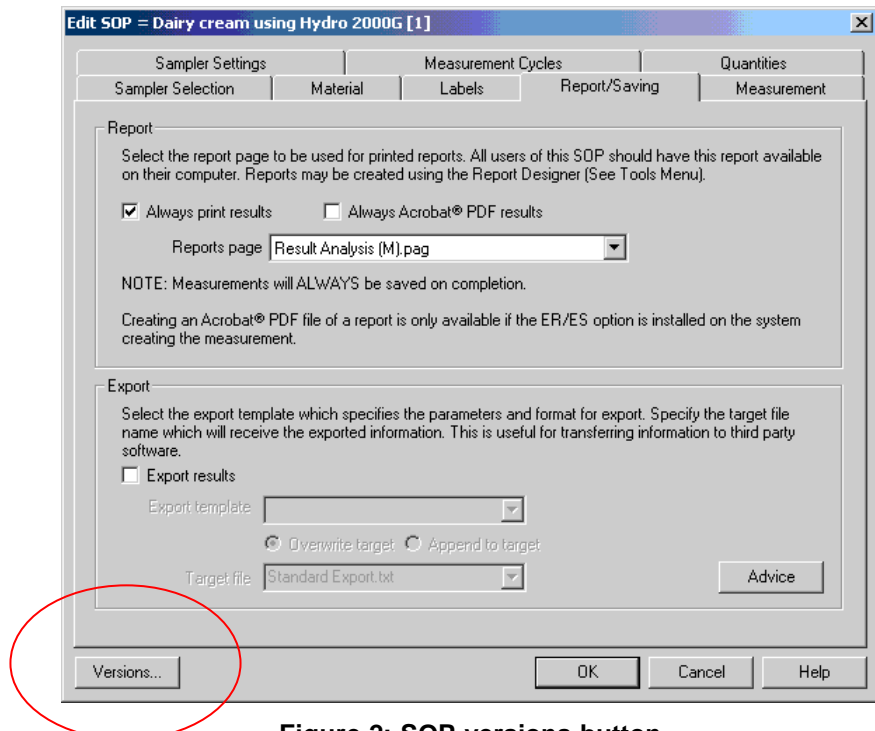 Edit SOP = Dairy cream using Hydro 2000G [1]
Sampler Settings Measurement Cycles Quantities
Sampler Selection Material Labels Report/Saving Measurement
Report
Select the report page to be used for printed reports. All users of this SOP should have this report available
on their computer. Reports may be created using the Report Designer (See Tools Menu).
Always print results Always Acrobat® PDF results
Reports page Result Analysis (M).pag
NOTE: Measurements will ALWAYS be saved on completion.
Creating an Acrobat® PDF file of a report is only available if the ER/ES option is installed on the system
creating the measurement.
Export
Select the export template which specifies the parameters and format for export. Specify the target file
name which will receive the exported information. This is useful for transferring information to third party
software.
Export results
Export template
Overwrite target Append to target
Target file Standard Export.txt
Advice
Versions... OK Cancel Help
Figure 2: SOP versions button